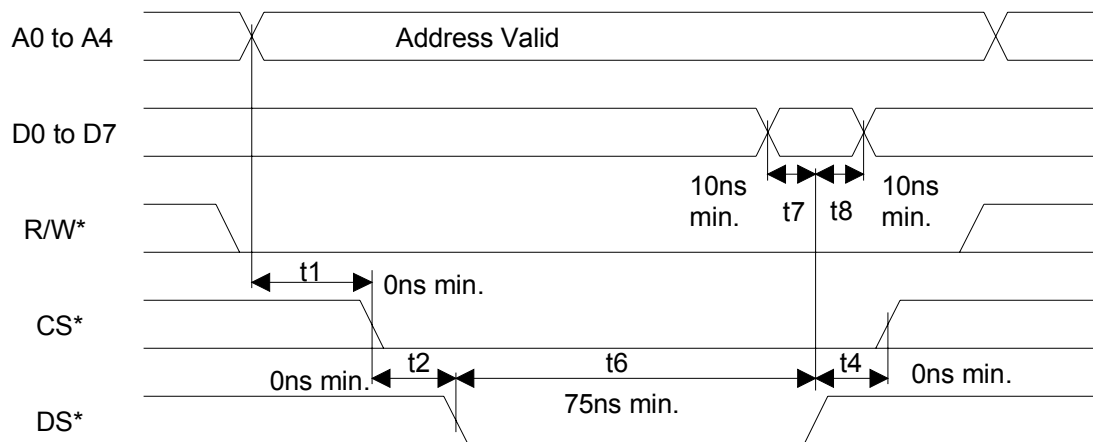 A0 to A4
Address Valid
D0 to D7
10ns
min.
t7
t8
10ns
min.
R/W*
t1
0ns min.
CS*
0ns min.
t2
t6
75ns min.
t4
0ns min.
DS*